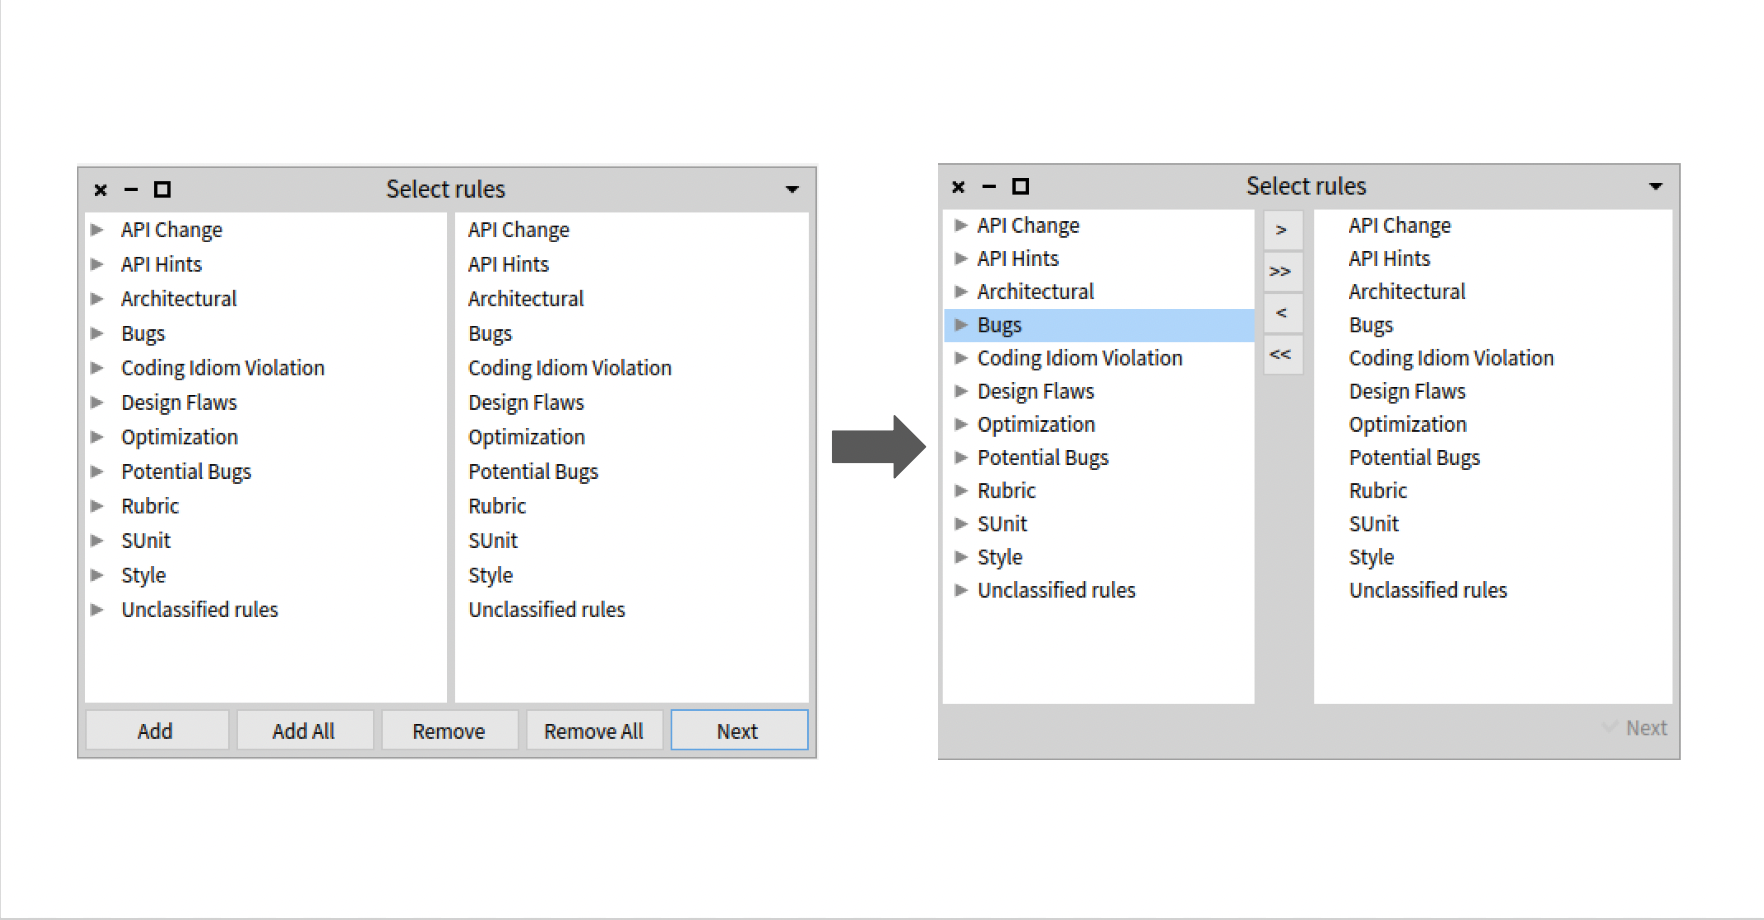 Select rules
API Change
API Hints
Architectural
Bugs
Coding Idiom Violation
Design Flaws
Optimization
Potential Bugs
Rubric
SUnit
Style
Unclassified rules
API Change
API Hints
Architectural
Bugs
Coding Idiom Violation
Design Flaws
Optimization
Potential Bugs
Rubric
SUnit
Style
Unclassified rules
Add
Add All
Remove
Remove All
Next
Select rules
API Change
API Hints
Architectural
Bugs
Coding Idiom Violation
Design Flaws
Optimization
Potential Bugs
Rubric
SUnit
Style
Unclassified rules
>
>>
<
<<
API Change
API Hints
Architectural
Bugs
Coding Idiom Violation
Design Flaws
Optimization
Potential Bugs
Rubric
SUnit
Style
Unclassified rules
Next